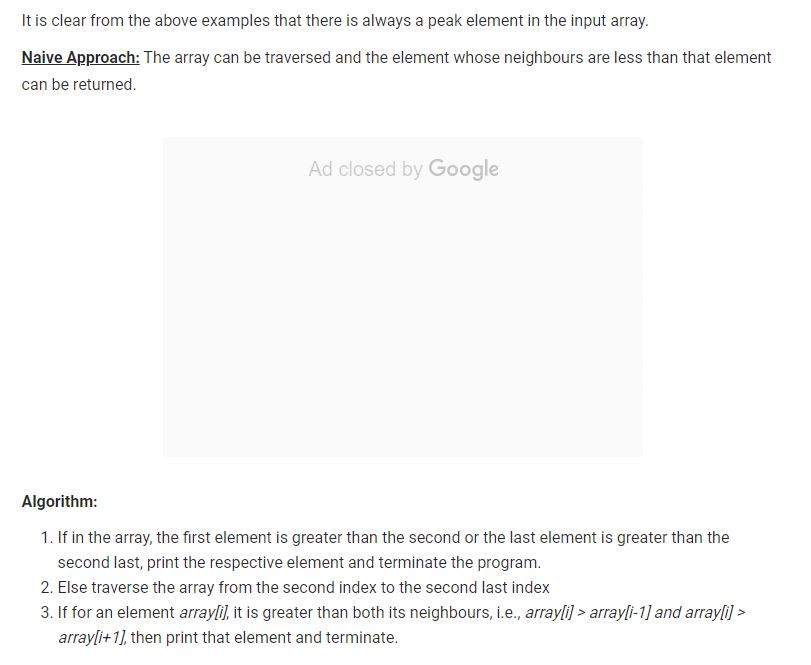 It is clear from the above examples that there is always a peak element in the input array.
Naive Approach: The array can be traversed and the element whose neighbours are less than that element
can be returned.
Ad closed by Google
Algorithm:
1. If in the array, the first element is greater than the second or the last element is greater than the
second last, print the respective element and terminate the program.
2. Else traverse the array from the second index to the second last index
3. If for an element array[i], it is greater than both its neighbours, i.e., array[i] > array[i-1] and array[i] >
array[i+1], then print that element and terminate.